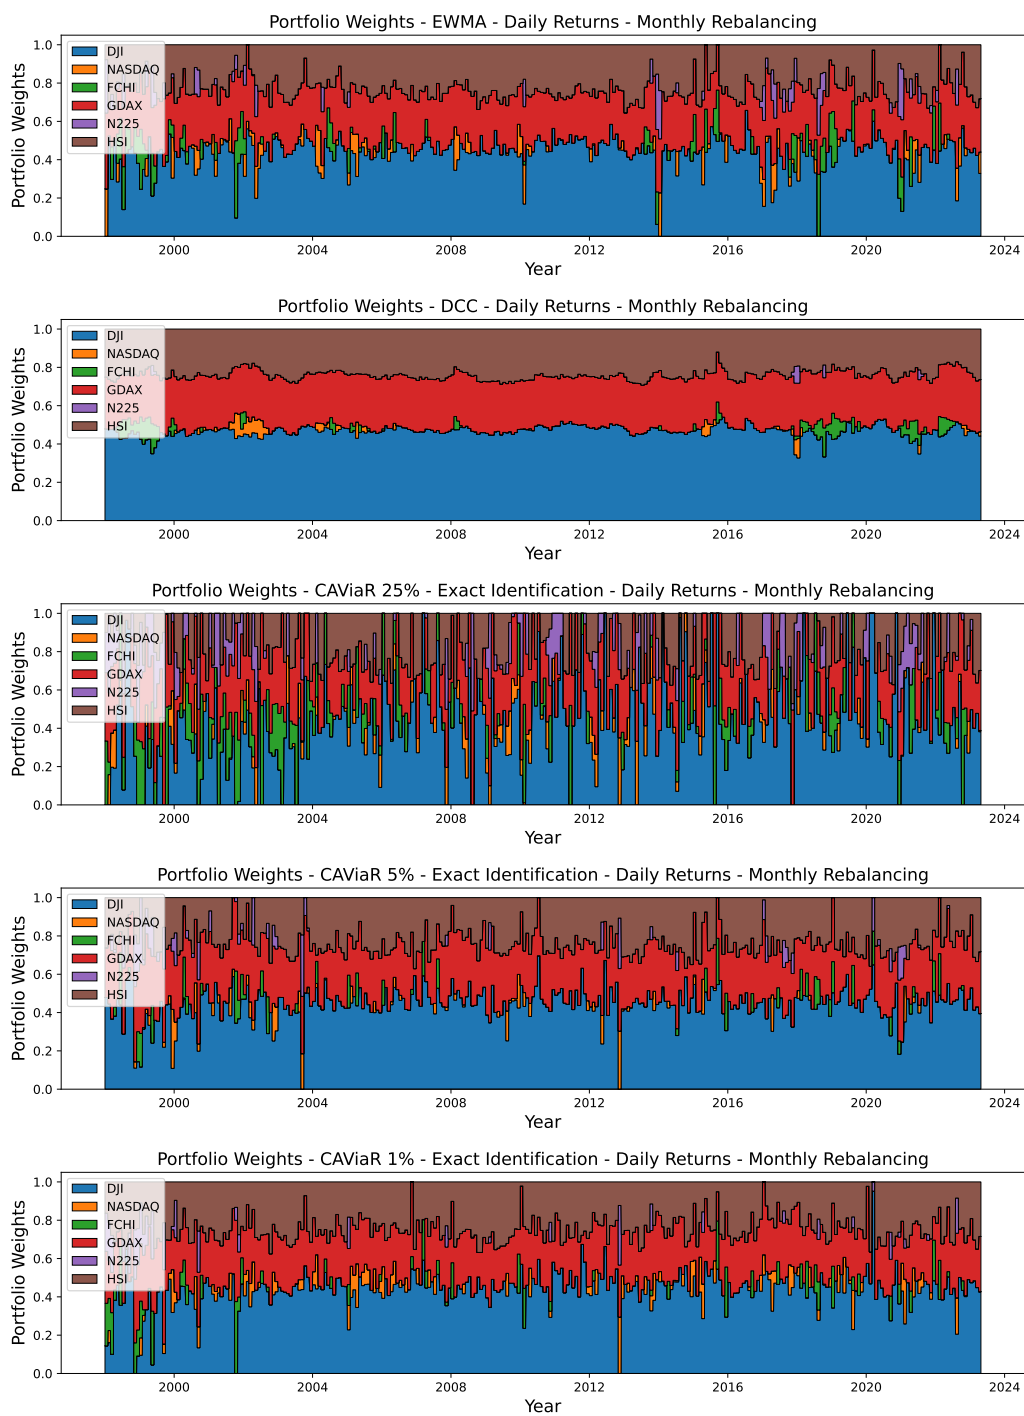 Portfolio Weights - EWMA - Daily Returns - Monthly Rebalancing
Portfolio Weights
1.0
0.8
0.6
0.4
0.2
0.0
DJI
NASDAQ
FCHI
GDAX
N225
HSI
2000 2004 2008 2012 2016 2020 2024
Year
Portfolio Weights - DCC - Daily Returns - Monthly Rebalancing
Portfolio Weights
1.0
0.8
0.6
0.4
0.2
0.0
DJI
NASDAQ
FCHI
GDAX
N225
HSI
2000 2004 2008 2012 2016 2020 2024
Year
Portfolio Weights - CAViaR 25% - Exact Identification - Daily Returns - Monthly Rebalancing
Portfolio Weights
1.0
0.8
0.6
0.4
0.2
0.0
DJI
NASDAQ
FCHI
GDAX
N225
HSI
2000 2004 2008 2012 2016 2020 2024
Year
Portfolio Weights - CAViaR 5% - Exact Identification - Daily Returns - Monthly Rebalancing
Portfolio Weights
1.0
0.8
0.6
0.4
0.2
0.0
DJI
NASDAQ
FCHI
GDAX
N225
HSI
2000 2004 2008 2012 2016 2020 2024
Year
Portfolio Weights - CAViaR 1% - Exact Identification - Daily Returns - Monthly Rebalancing
Portfolio Weights
1.0
0.8
0.6
0.4
0.2
0.0
DJI
NASDAQ
FCHI
GDAX
N225
HSI
2000 2004 2008 2012 2016 2020 2024
Year